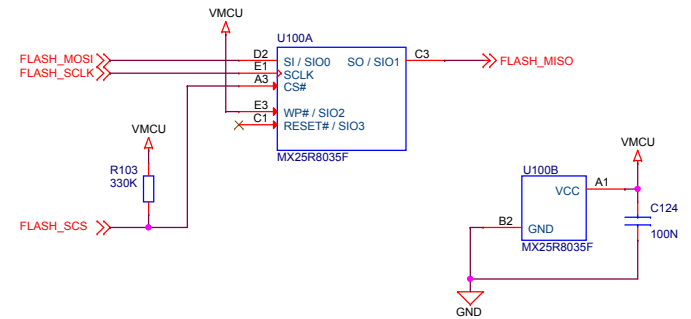 VMCU
U100A
FLASH_MOSI
D2
SI / SIO0
SO / SIO1
C3
FLASH_MISO
FLASH_SCLK
E1
SCLK
A3
CS#
E3
WP# / SIO2
C1
RESET# / SIO3
MX25R8035F
VMCU
R103
330K
FLASH_SCS
VMCU
U100B
VCC
A1
C124
100N
B2
GND
MX25R8035F
GND